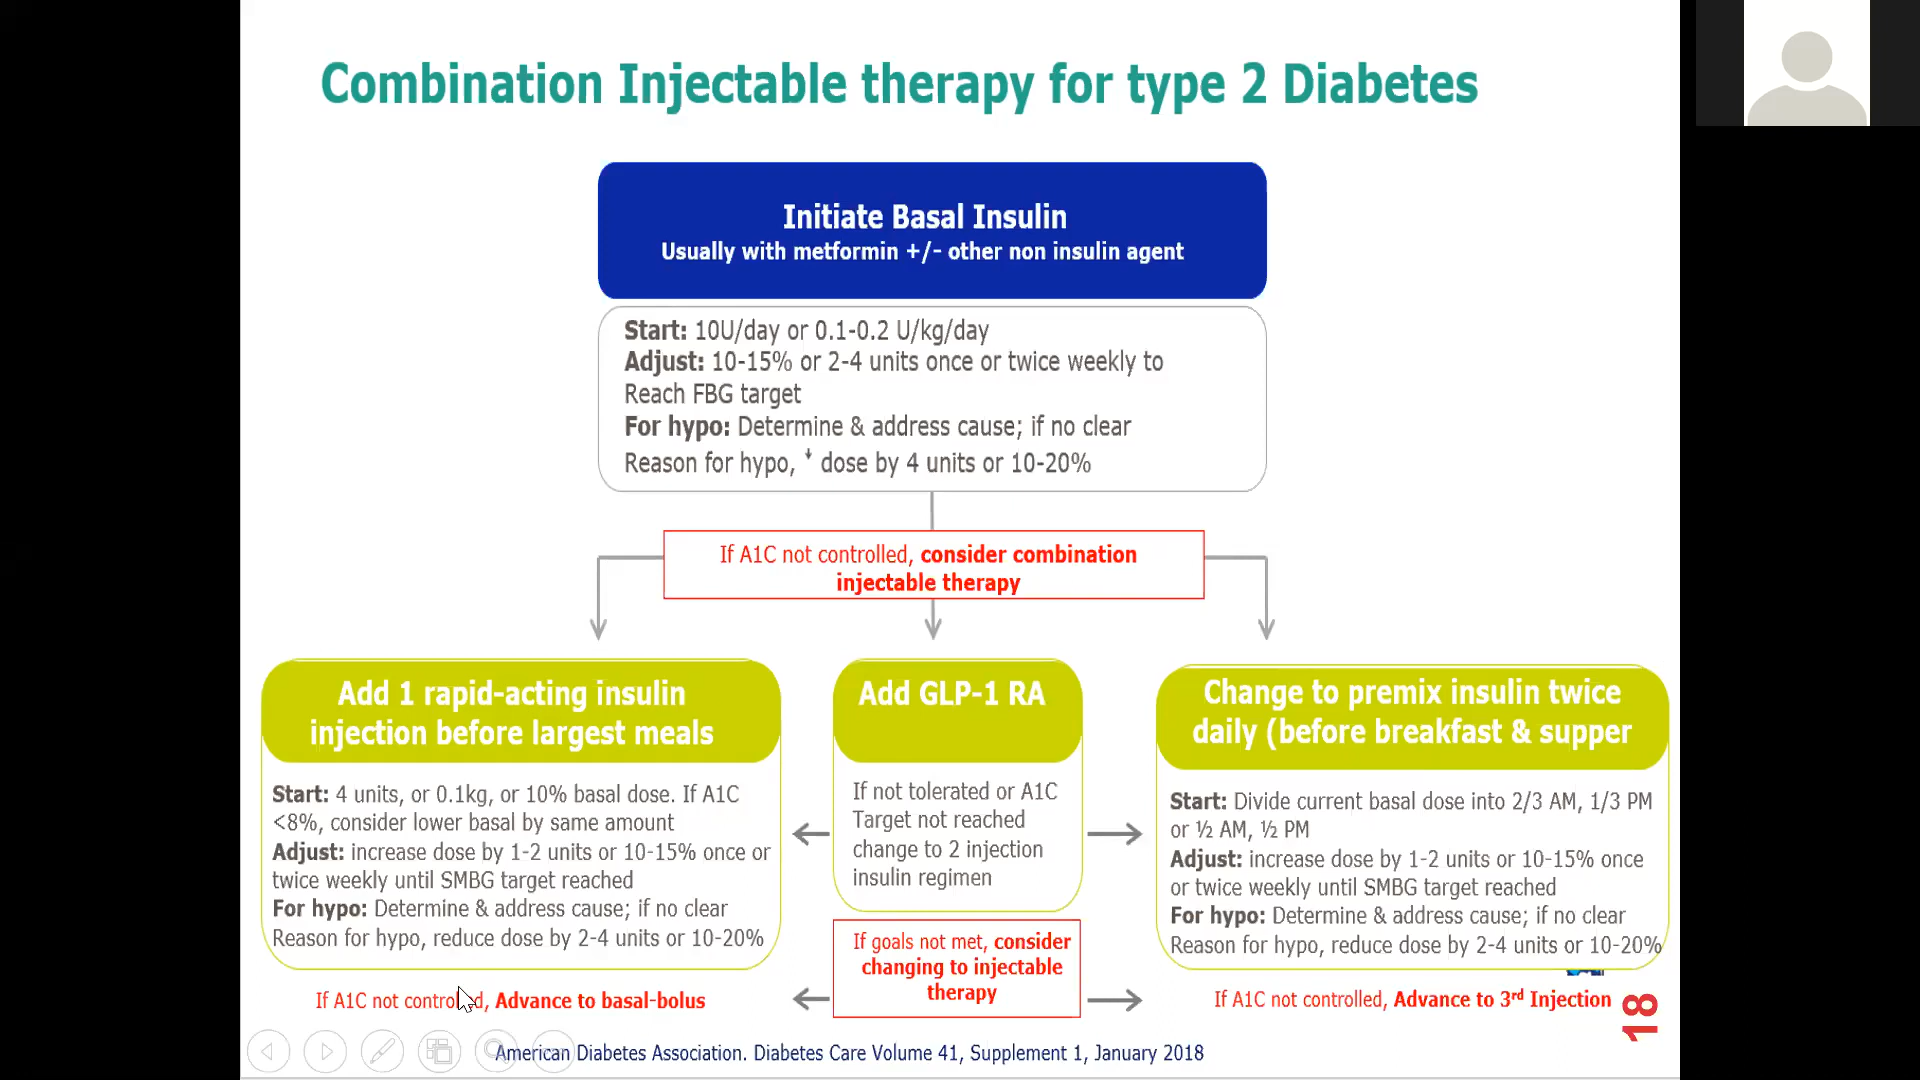 Combination Injectable therapy for type 2 Diabetes
Initiate Basal Insulin
Usually with metformin +/- other non insulin agent
Start: 10U/day or 0.1-0.2 U/kg/day
Adjust: 10-15% or 2-4 units once or twice weekly to
Reach FBG target
For hypo: Determine & address cause; if no clear
Reason for hypo, ↓ dose by 4 units or 10-20%
If A1C not controlled, consider combination
injectable therapy
Add 1 rapid-acting insulin
injection before largest meals
Start: 4 units, or 0.1kg, or 10% basal dose. If A1C
<8%, consider lower basal by same amount
Adjust: increase dose by 1-2 units or 10-15% once or
twice weekly until SMBG target reached
For hypo: Determine & address cause; if no clear
Reason for hypo, reduce dose by 2-4 units or 10-20%
If A1C not controlled, Advance to basal-bolus
Add GLP-1 RA
If not tolerated or A1C
Target not reached
change to 2 injection
insulin regimen
If goals not met, consider
changing to injectable
therapy
Change to premix insulin twice
daily (before breakfast & supper
Start: Divide current basal dose into 2/3 AM, 1/3 PM
or ½ AM, ½ PM
Adjust: increase dose by 1-2 units or 10-15% once
or twice weekly until SMBG target reached
For hypo: Determine & address cause; if no clear
Reason for hypo, reduce dose by 2-4 units or 10-20%
If A1C not controlled, Advance to 3rd Injection
18
American Diabetes Association. Diabetes Care Volume 41, Supplement 1, January 2018